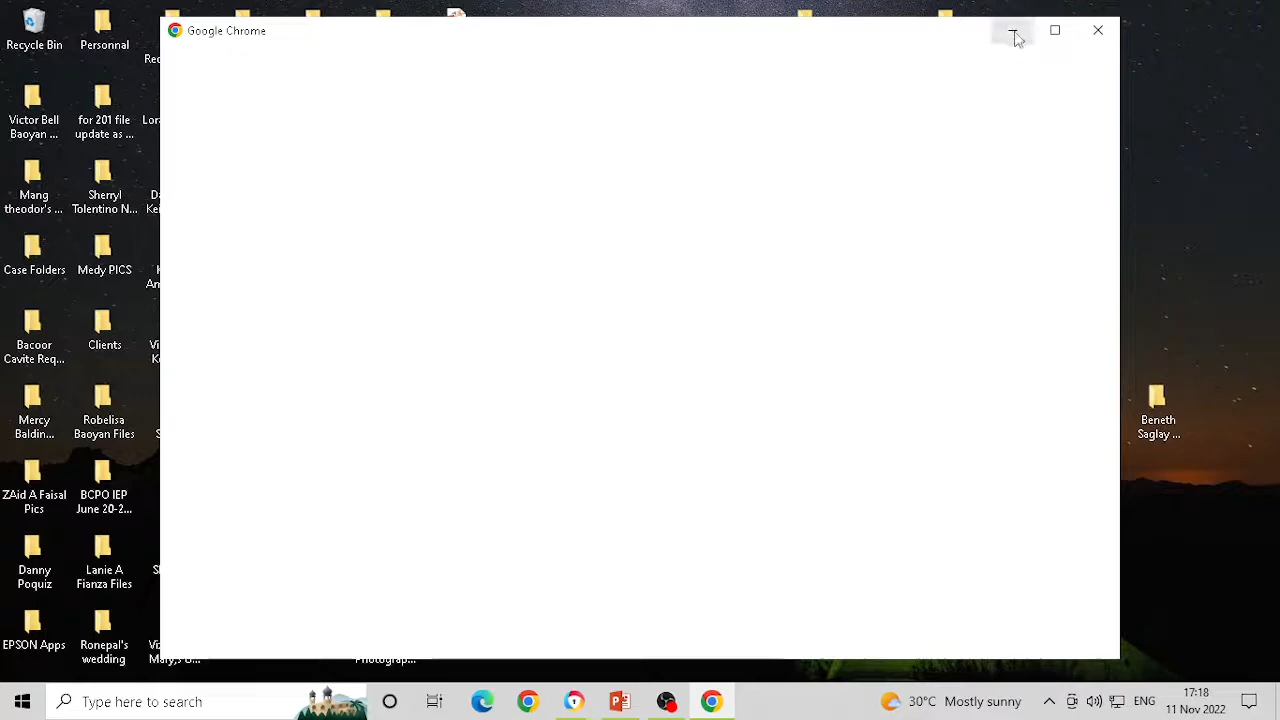 Google Chrome
Recycle Bin
Personnal
Victor Bell
Baoyan ...
for 201 file
update as ...
Mang
theodor's ...
Sherryl
Tolentino N...
Case Folders
Medy PICS
Bacoor
Cavite Req...
Clients
Mercy
Baldin...
Robelisa
Baoyan Files
ZAid A Faisal
Pics
BCPO IEP
June 20-2...
Danny
Poquiz
Lanie A
Fianza Files
EPSON Apps
Ronepal's
wedding
Photograp...
Beneth
Saglay ...
Type here to search
30°C Mostly sunny
ENG
17:18
11 Nov 2022